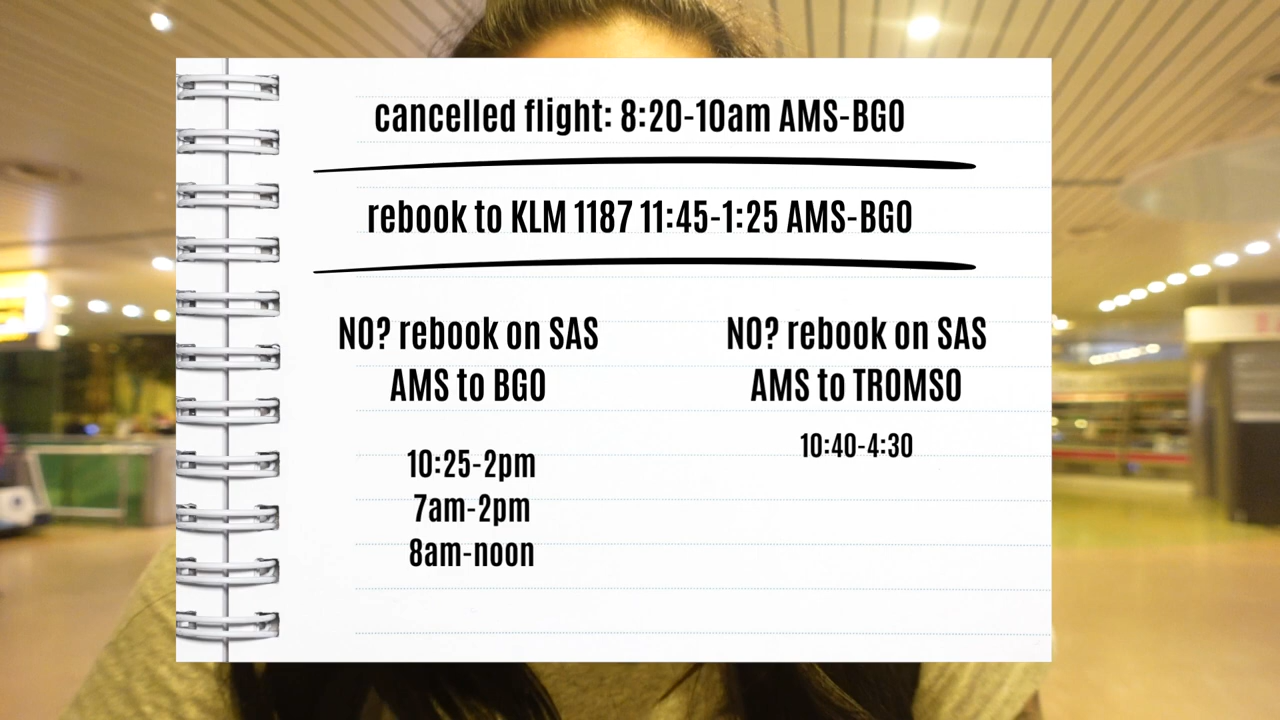 cancelled flight: 8:20-10am AMS-BGO
rebook to KLM 1187 11:45-1:25 AMS-BGO
NO? rebook on SAS
AMS to BGO
10:25-2pm
7am-2pm
8am-noon
NO? rebook on SAS
AMS to TROMSO
10:40-4:30